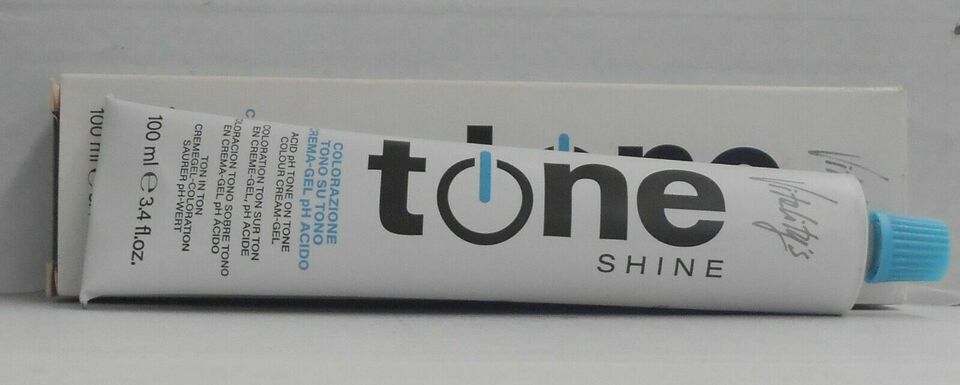 tone
SHINE
Vitality's
COLORAZIONE
TONO SU TONO
CREMA-GEL pH ACIDO
ACID pH TONE ON TONE
COLOUR CREAM-GEL
COLORATION TON SUR TON
EN CREME-GEL, pH ACIDE
COLORACION TONO SOBRE TONO
EN CREMA-GEL, pH ACIDO
TON IN TON
CREMEGEL-COLORATION
SAURER pH-WERT
100 ml e 3.4 fl.oz.
100 ml e
tone